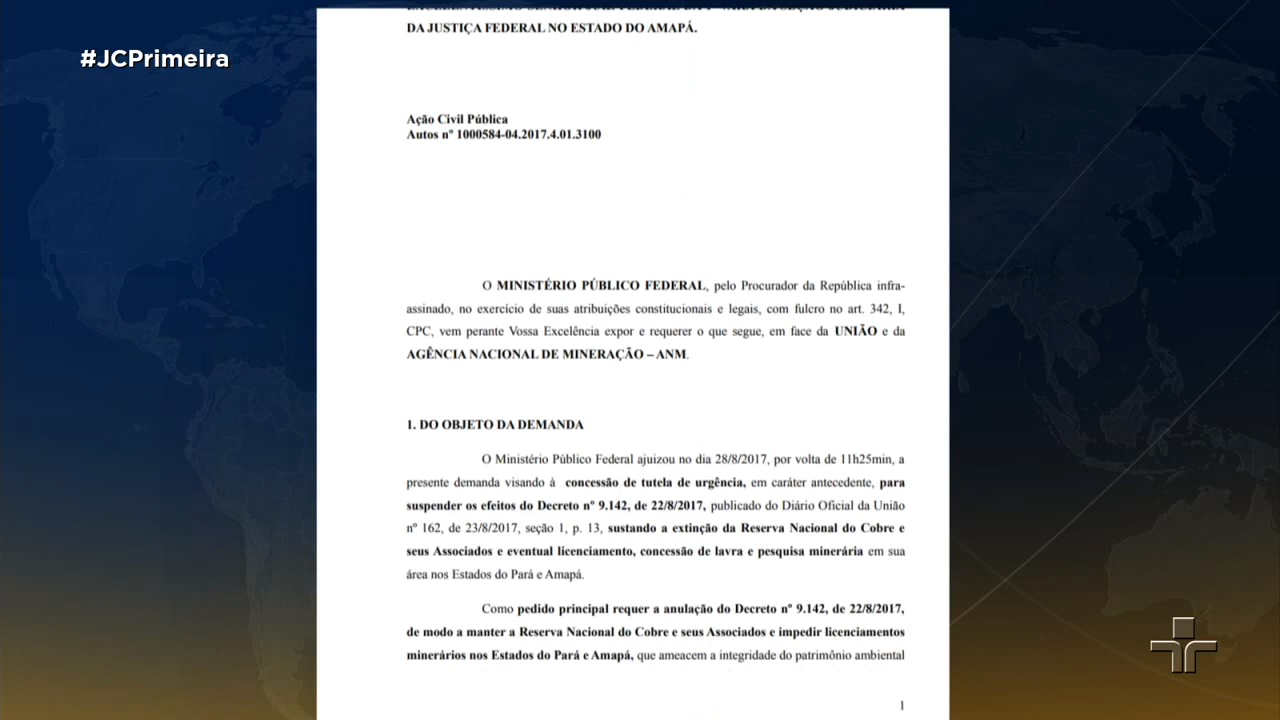 #JCPrimeira
DA JUSTIÇA FEDERAL NO ESTADO DO AMAPÁ.
Ação Civil Pública
Autos nº 1000584-04.2017.4.01.3100
O MINISTÉRIO PÚBLICO FEDERAL, pelo Procurador da República infra-
assinado, no exercício de suas atribuições constitucionais e legais, com fulcro no art. 342, I,
CPC, vem perante Vossa Excelência expor e requerer o que segue, em face da UNIÃO e da
AGÊNCIA NACIONAL DE MINERAÇÃO – ANM.
1. DO OBJETO DA DEMANDA
O Ministério Público Federal ajuizou no dia 28/8/2017, por volta de 11h25min, a
presente demanda visando à concessão de tutela de urgência, em caráter antecedente, para
suspender os efeitos do Decreto nº 9.142, de 22/8/2017, publicado do Diário Oficial da União
nº 162, de 23/8/2017, seção 1, p. 13, sustando a extinção da Reserva Nacional do Cobre e
seus Associados e eventual licenciamento, concessão de lavra e pesquisa minerária em sua
área nos Estados do Pará e Amapá.
Como pedido principal requer a anulação do Decreto nº 9.142, de 22/8/2017,
de modo a manter a Reserva Nacional do Cobre e seus Associados e impedir licenciamentos
minerários nos Estados do Pará e Amapá, que ameacem a integridade do patrimônio ambiental
1